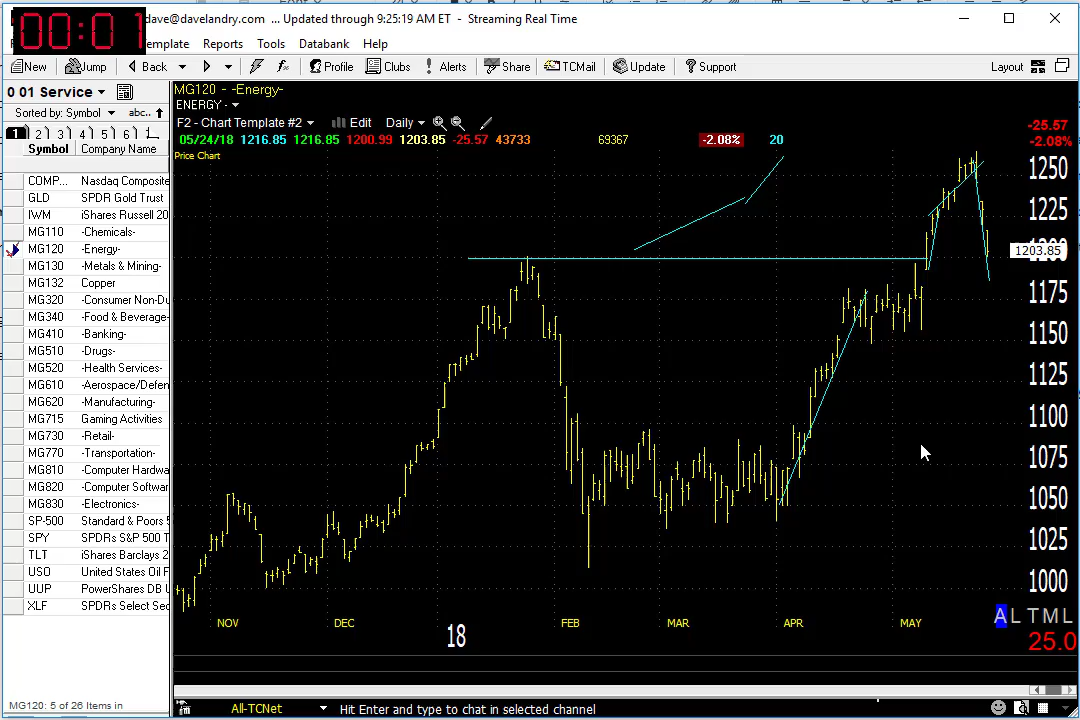 00:01
dave@davelandry.com ... Updated through 9:25:19 AM ET - Streaming Real Time
emplate Reports Tools Databank Help
New Jump Back Profile Clubs Alerts Share TCMail Update Support Layout
0 01 Service
Sorted by: Symbol abc..
1 2 3 4 5 6
Symbol Company Name
COMP... Nasdaq Composite
GLD SPDR Gold Trust
IWM iShares Russell 20
MG110 -Chemicals-
MG120 -Energy-
MG130 -Metals & Mining-
MG132 Copper
MG320 -Consumer Non-Du
MG340 -Food & Beverage-
MG410 -Banking-
MG510 -Drugs-
MG520 -Health Services-
MG610 -Aerospace/Defen
MG620 -Manufacturing-
MG715 Gaming Activities
MG730 -Retail-
MG770 -Transportation-
MG810 -Computer Hardwa
MG820 -Computer Softwar
MG830 -Electronics-
SP-500 Standard & Poors 5
SPY SPDRs S&P 500 T
TLT iShares Barclays 2
USO United States Oil F
UUP PowerShares DB U
XLF SPDRs Select Sec
MG120: 5 of 26 Items in
MG120 - -Energy-
ENERGY -
F2 - Chart Template #2 Edit Daily
05/24/18 1216.85 1216.85 1200.99 1203.85 -25.57 43733 69367 -2.08% 20
Price Chart
-25.57
-2.08%
1250
1225
1203.85
1175
1150
1125
1100
1075
1050
1025
1000
NOV DEC 18 FEB MAR APR MAY
A L T M L
25.0
All-TCNet Hit Enter and type to chat in selected channel